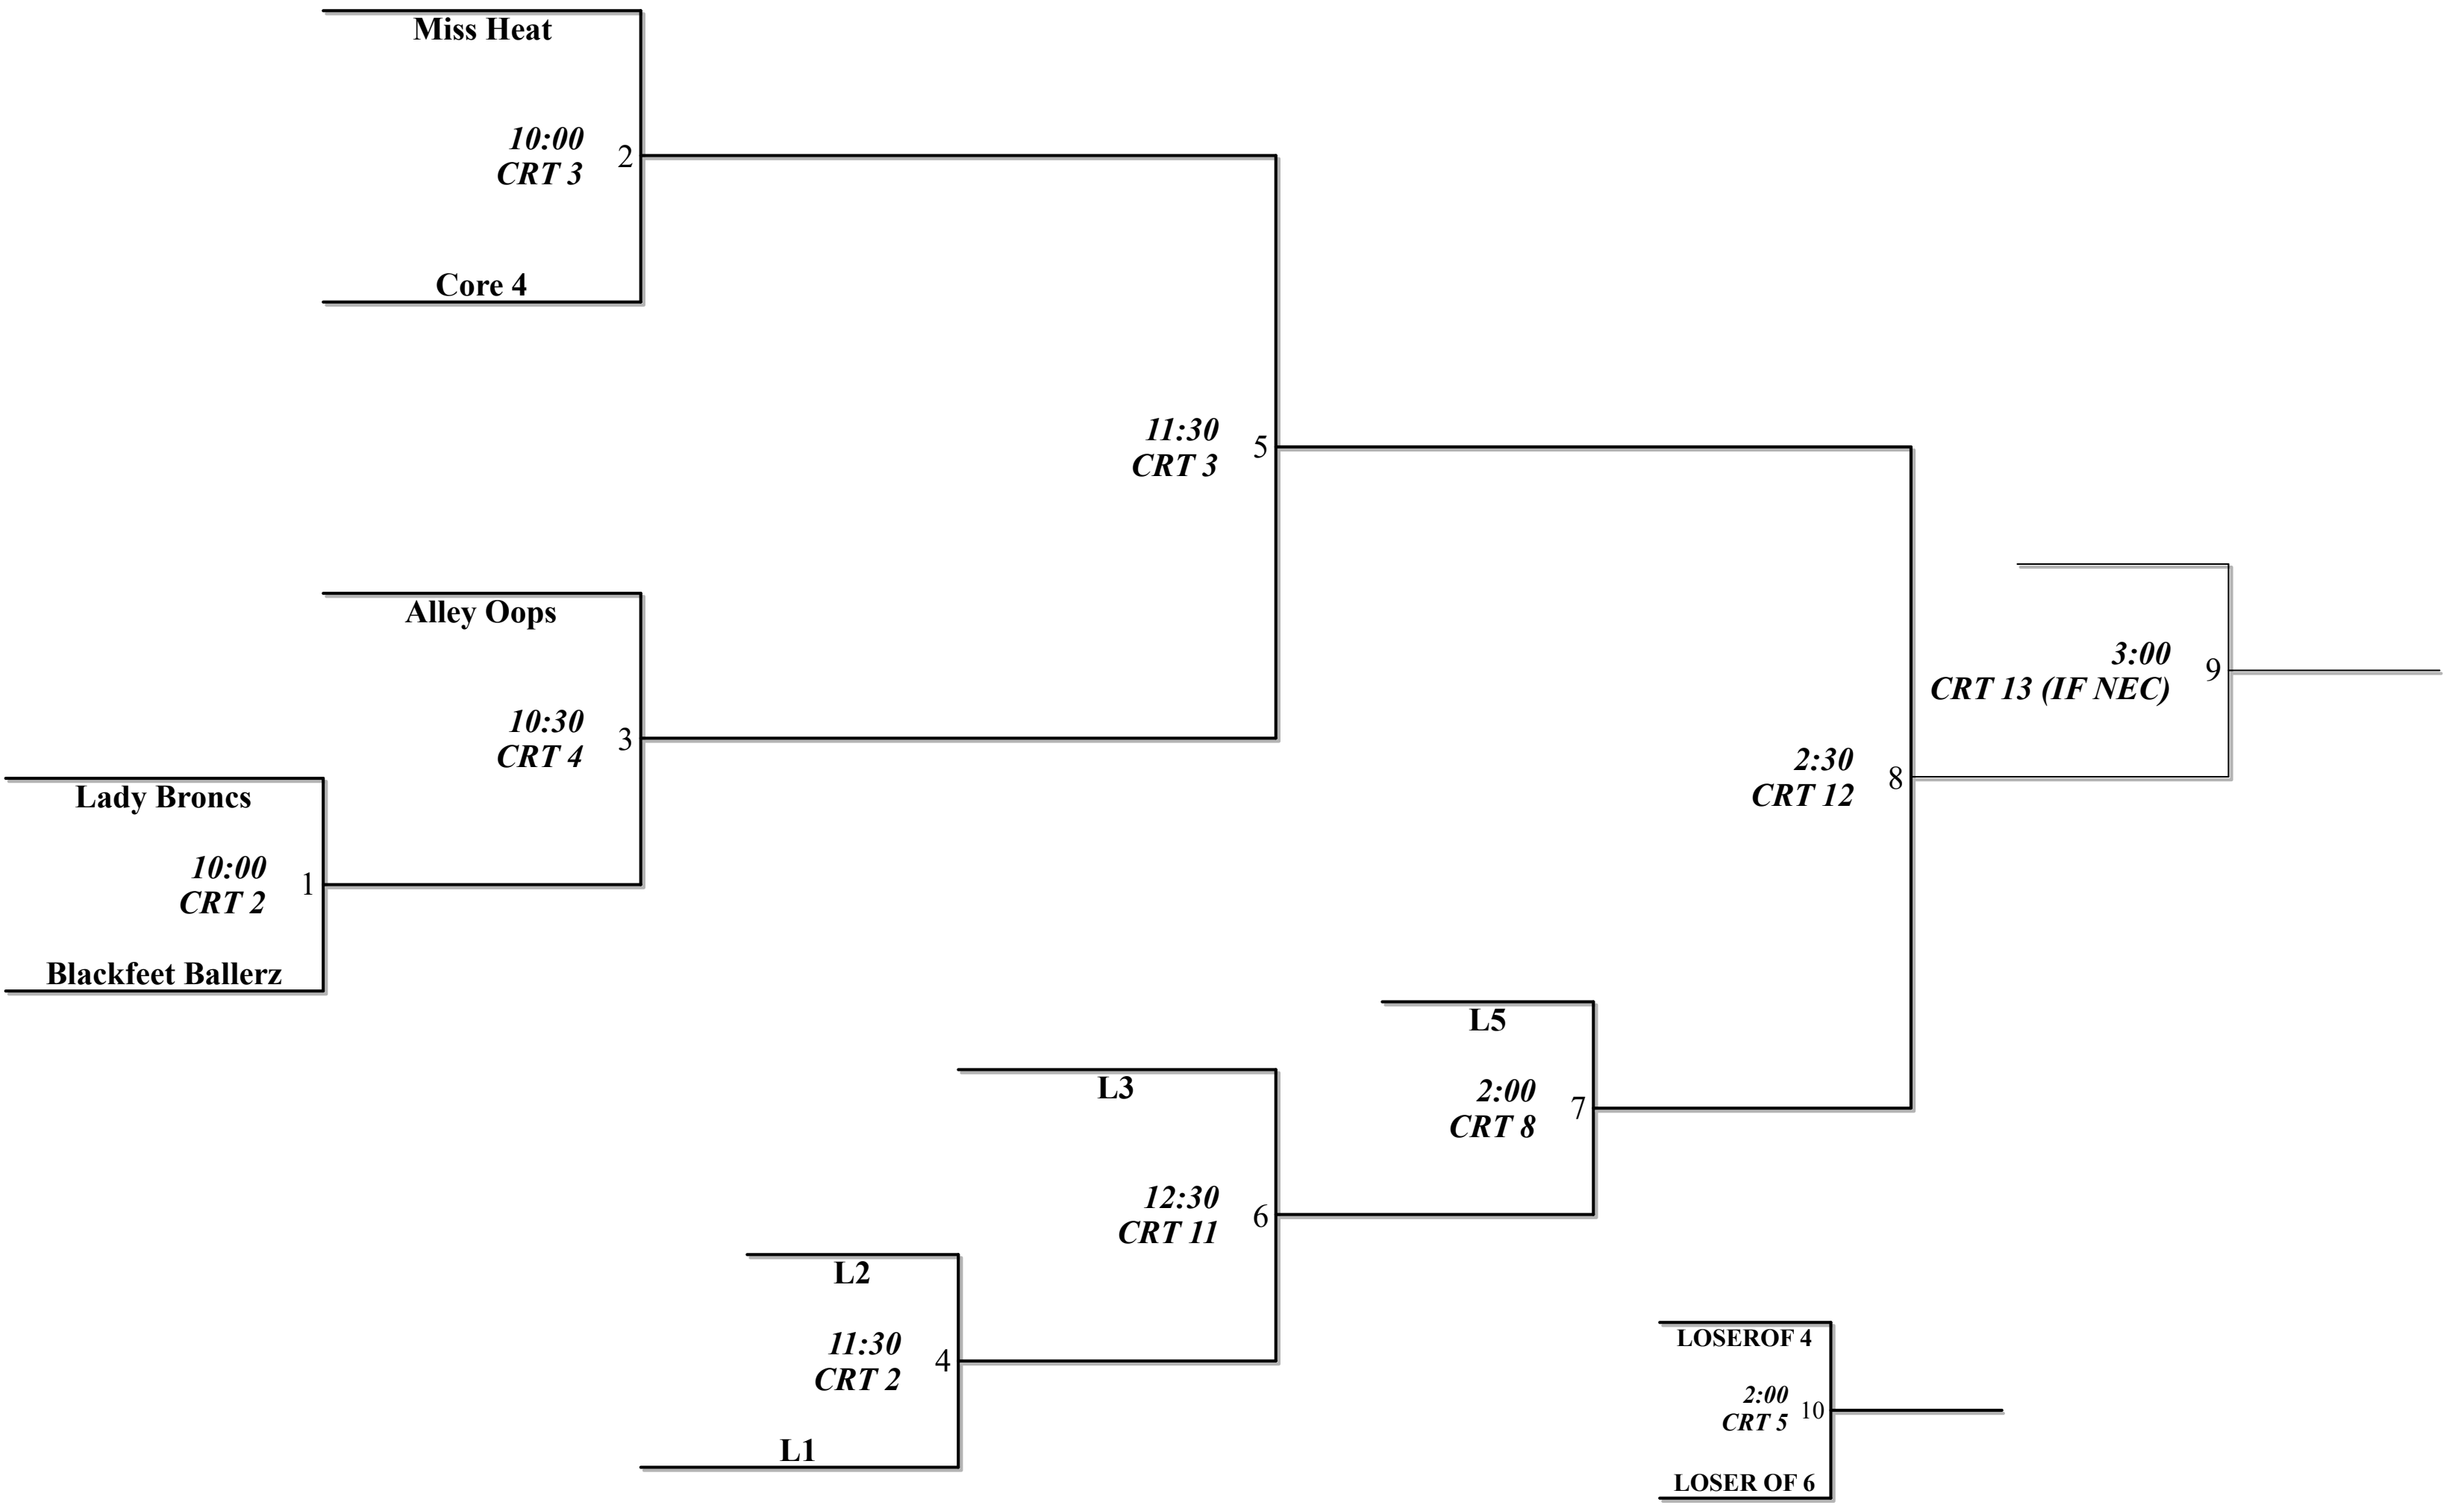 Miss Heat
10:00
CRT 3
2
Core 4
11:30
CRT 3
5
Alley Oops
10:30
CRT 4
3
Lady Broncs
10:00
CRT 2
1
Blackfeet Ballerz
3:00
CRT 13 (IF NEC)
9
2:30
CRT 12
8
L5
2:00
CRT 8
7
L3
12:30
CRT 11
6
L2
11:30
CRT 2
4
L1
LOSEROF 4
2:00
CRT 5
10
LOSER OF 6